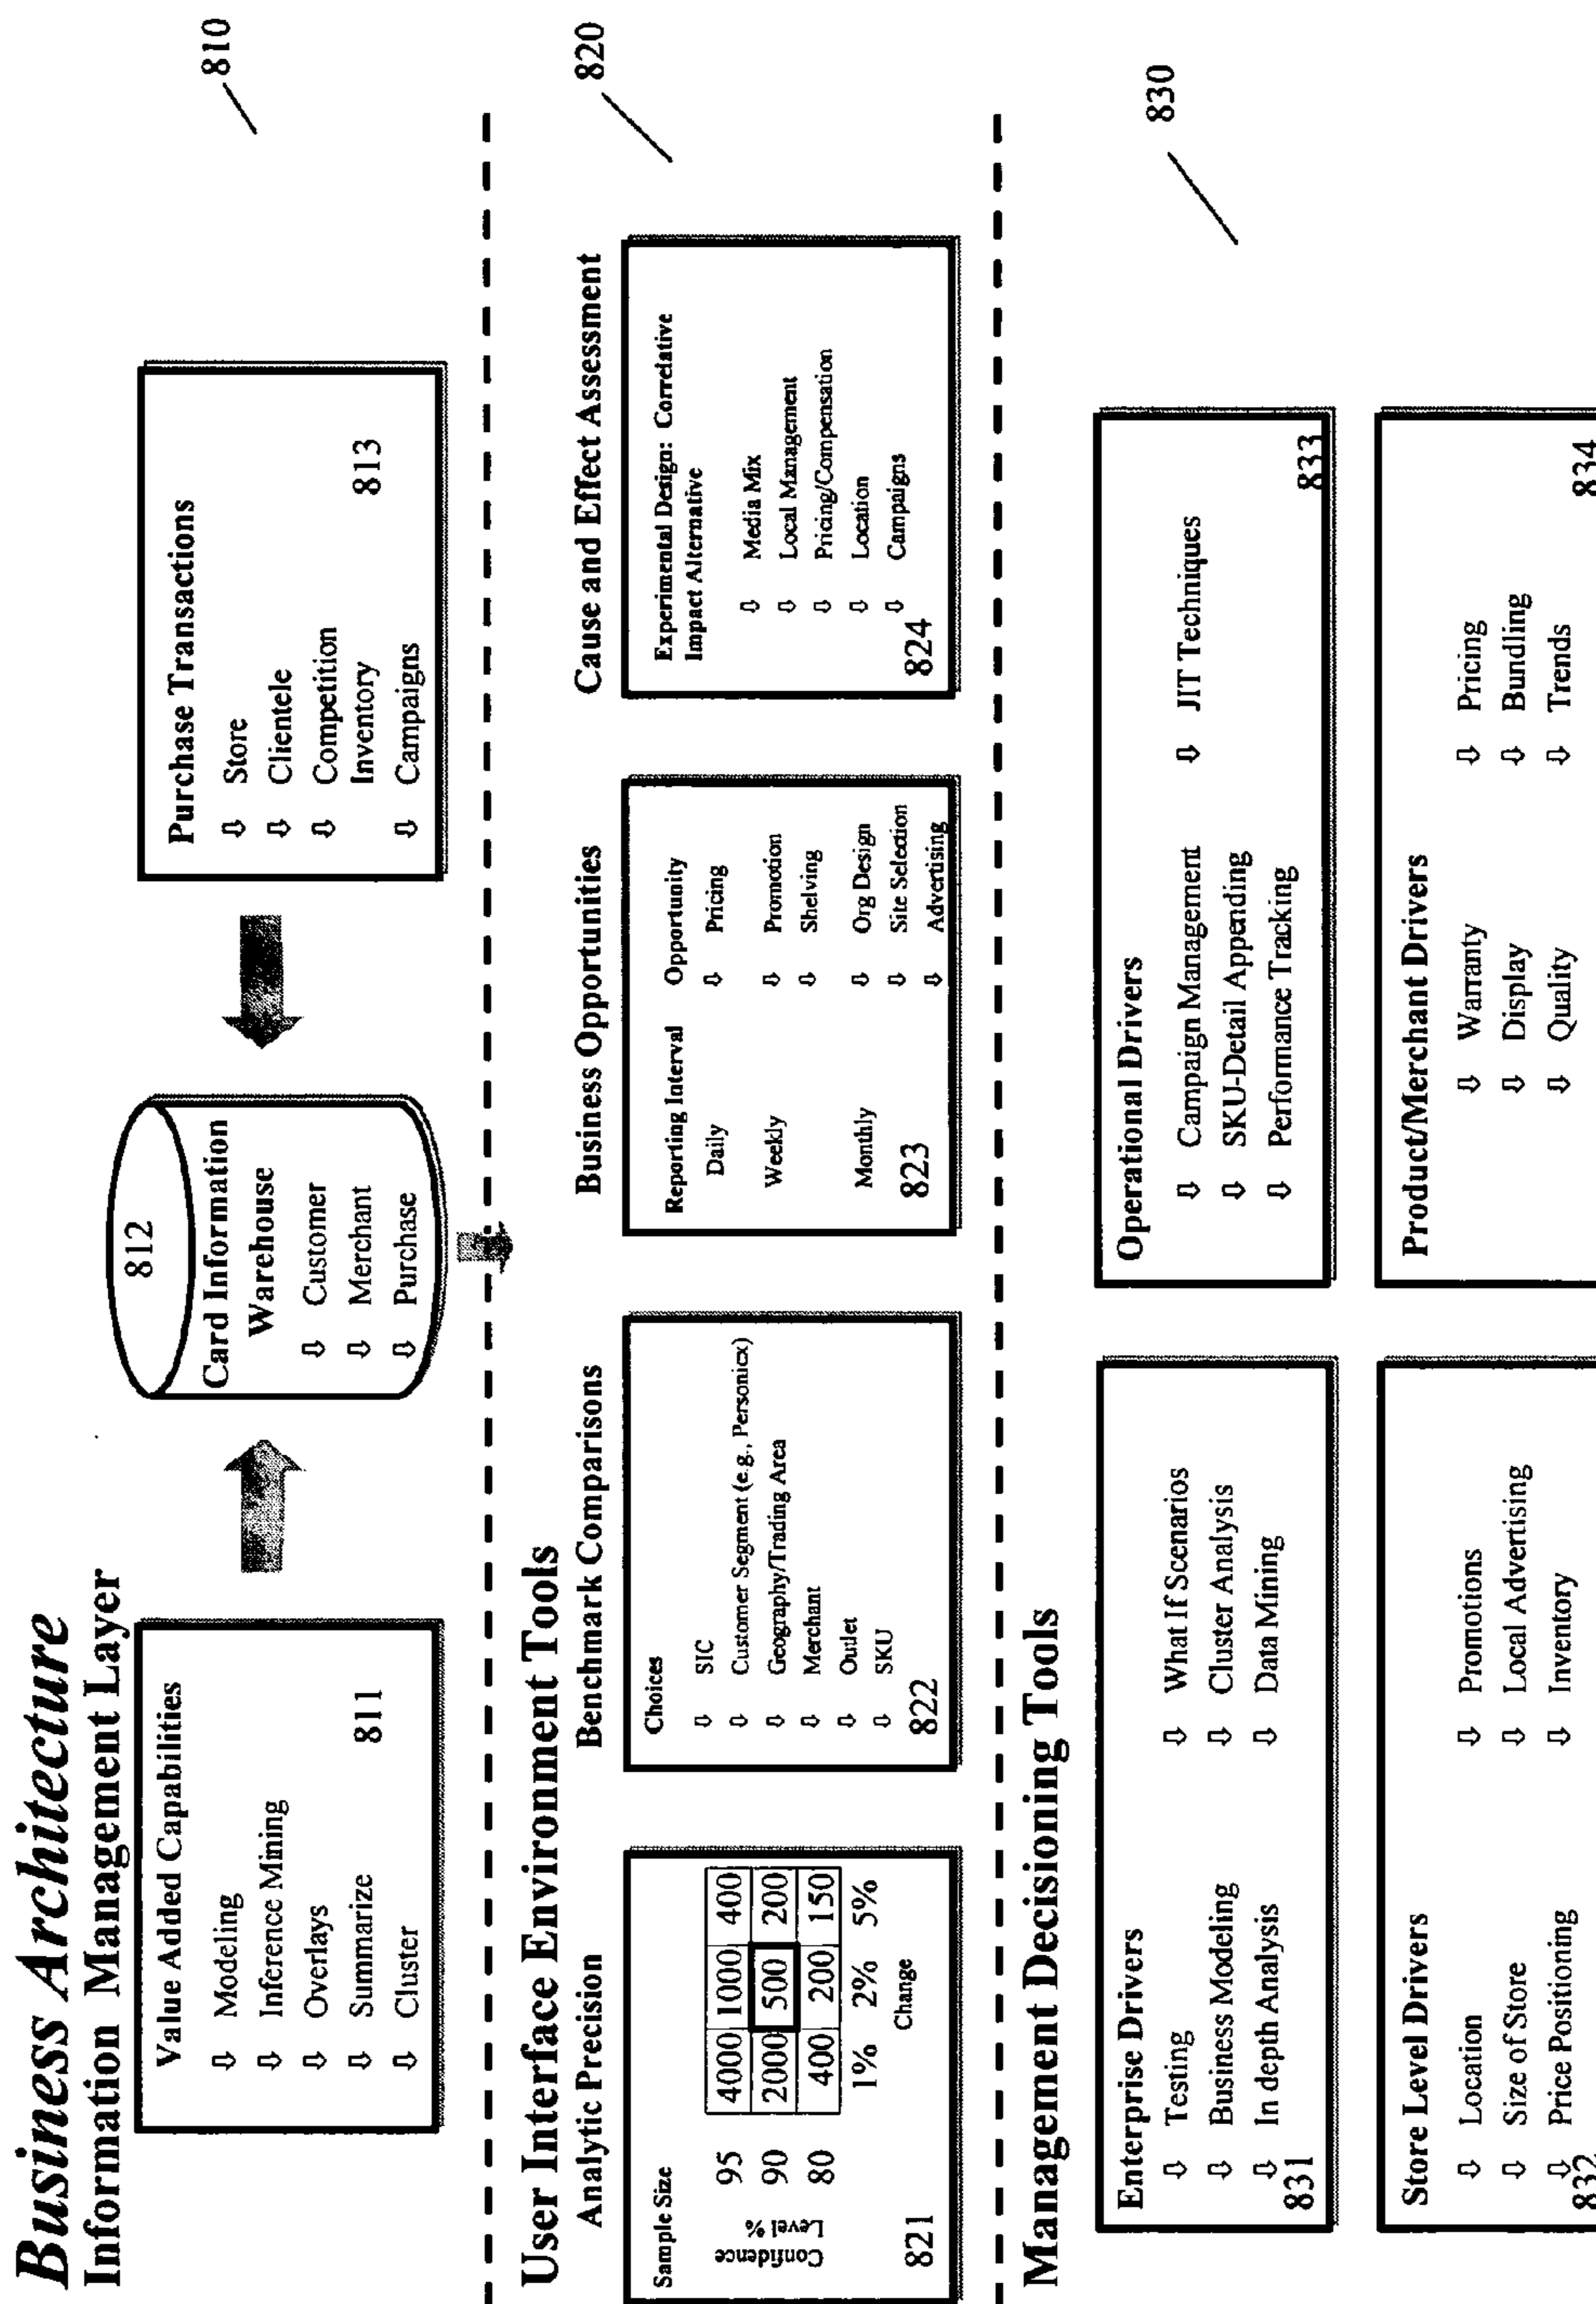 Business Architecture
Information Management Layer
810
Value Added Capabilities
⇩ Modeling
⇩ Inference Mining
⇩ Overlays
⇩ Summarize
⇩ Cluster
811
812
Card Information
Warehouse
⇩ Customer
⇩ Merchant
⇩ Purchase
Purchase Transactions
⇩ Store
⇩ Clientele
⇩ Competition
Inventory
⇩ Campaigns
813
User Interface Environment Tools
820
Analytic Precision
Sample Size
Confidence
Level %
95 4000 1000 400
90 2000 500 200
80 400 200 150
1% 2% 5%
Change
821
Benchmark Comparisons
Choices
⇩ SIC
⇩ Customer Segment (e.g., Personicx)
⇩ Geography/Trading Area
⇩ Merchant
⇩ Outlet
⇩ SKU
822
Business Opportunities
Reporting Interval Opportunity
Daily ⇩ Pricing
Weekly ⇩ Promotion
⇩ Shelving
Monthly ⇩ Org Design
⇩ Site Selection
⇩ Advertising
823
Cause and Effect Assessment
Experimental Design: Correlative
Impact Alternative
⇩ Media Mix
⇩ Local Management
⇩ Pricing/Compensation
⇩ Location
⇩ Campaigns
824
Management Decisioning Tools
830
Enterprise Drivers
⇩ Testing ⇩ What If Scenarios
⇩ Business Modeling ⇩ Cluster Analysis
⇩ In depth Analysis ⇩ Data Mining
831
Operational Drivers
⇩ Campaign Management ⇩ JIT Techniques
⇩ SKU-Detail Appending
⇩ Performance Tracking
833
Store Level Drivers
⇩ Location ⇩ Promotions
⇩ Size of Store ⇩ Local Advertising
⇩ Price Positioning ⇩ Inventory
832
Product/Merchant Drivers
⇩ Warranty ⇩ Pricing
⇩ Display ⇩ Bundling
⇩ Quality ⇩ Trends
834